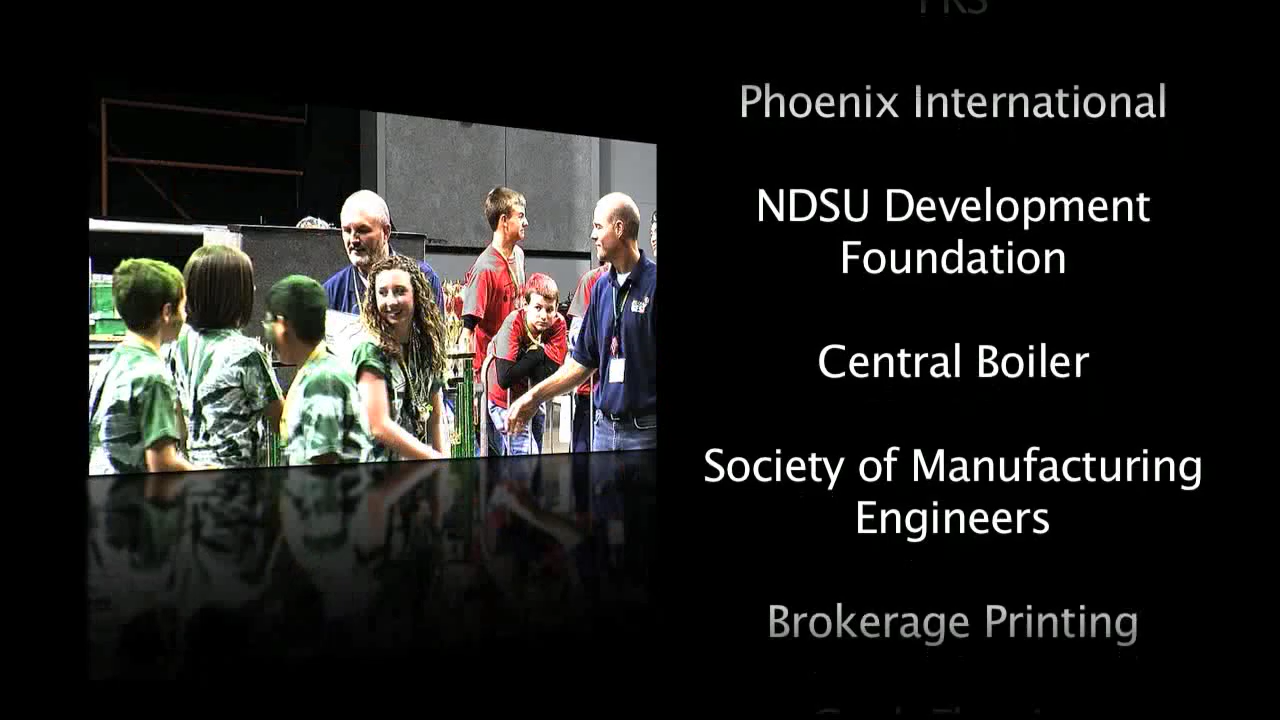 Phoenix International
NDSU Development
Foundation
Central Boiler
Society of Manufacturing
Engineers
Brokerage Printing